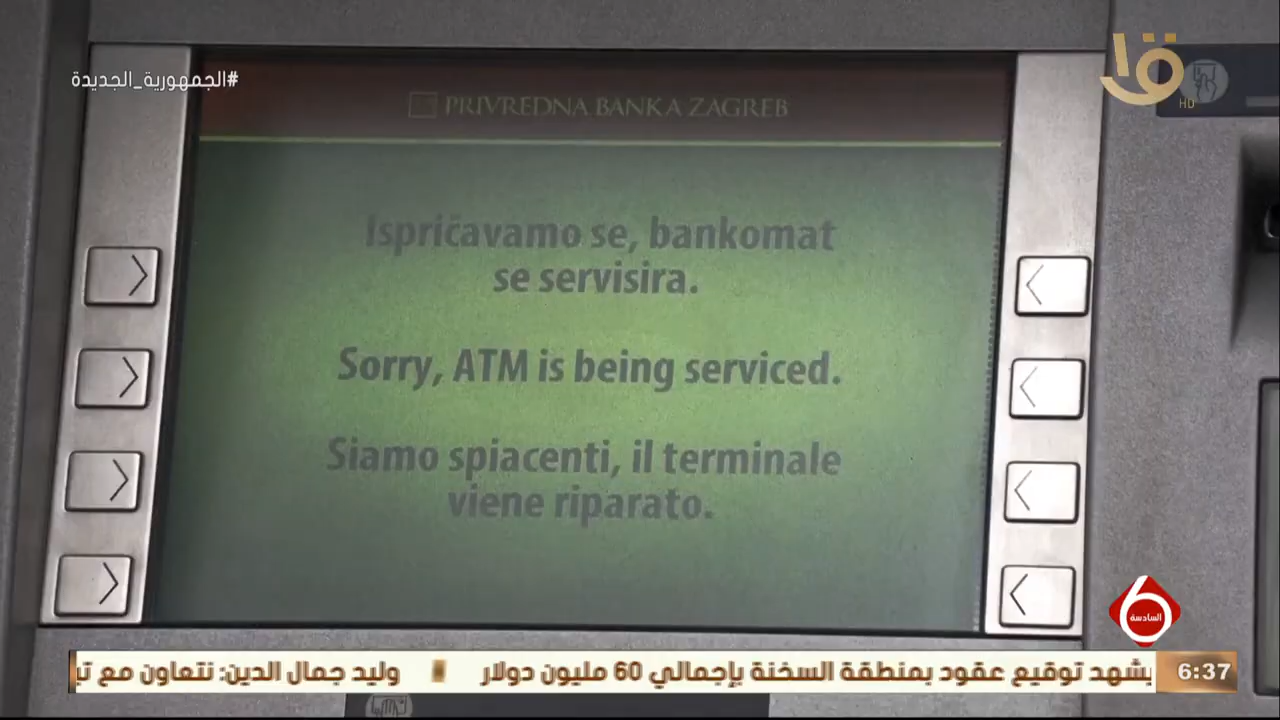 #الجمهورية_الجديدة
HD
PRIVREDNA BANKA ZAGREB
Ispričavamo se, bankomat
se servisira.
Sorry, ATM is being serviced.
Siamo spiacenti, il terminale
viene riparato.
6
السادسة
يشهد توقيع عقود بمنطقة السخنة بإجمالي 60 مليون دولار
وليد جمال الدين: نتعاون مع
6:37